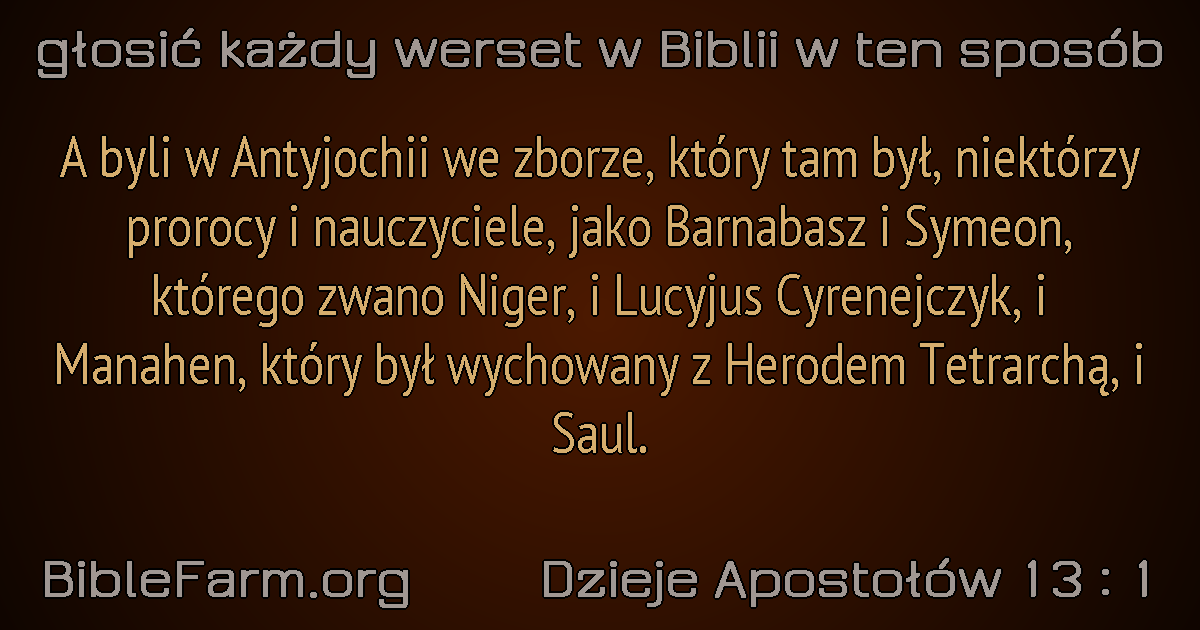 głosić każdy werset w Biblii w ten sposób
A byli w Antyjochii we zborze, który tam był, niektórzy
prorocy i nauczyciele, jako Barnabasz i Symeon,
którego zwano Niger, i Lucyjus Cyrenejczyk, i
Manahen, który był wychowany z Herodem Tetrarchą, i
Saul.
BibleFarm.org
Dzieje Apostołów 13 : 1